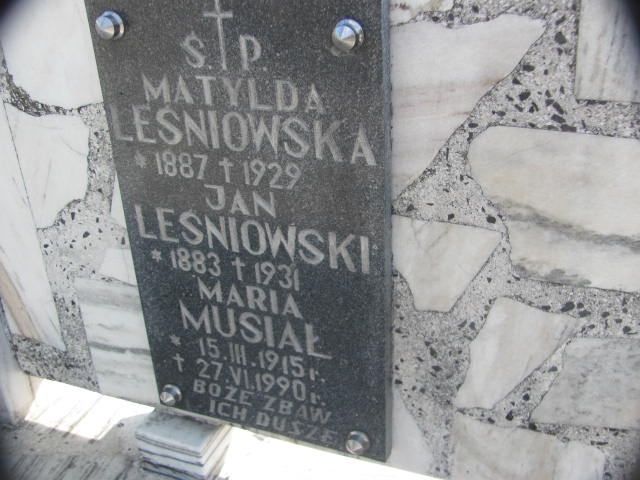 Ś.†P.
MATYLDA
LEŚNIOWSKA
* 1887 † 1929
JAN
LEŚNIOWSKI
* 1883 † 1931
MARIA
MUSIAŁ
* 15.III.1915 r.
† 27.VI.1990 r.
BOŻE ZBAW
ICH DUSZE